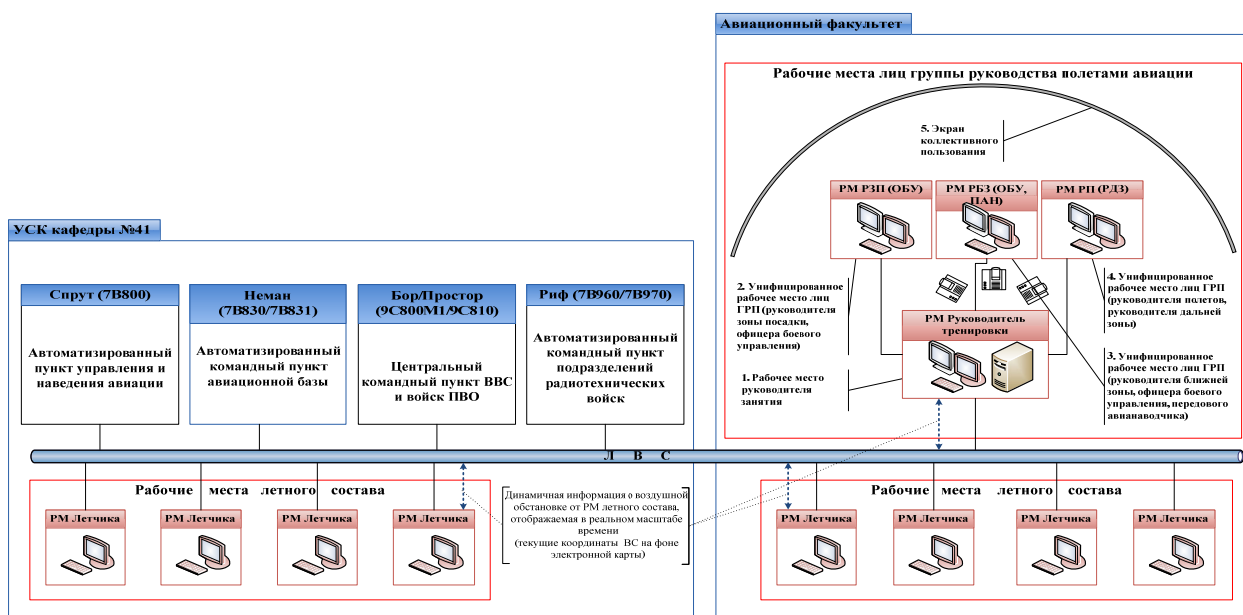 Авиационный факультет
Рабочие места лиц группы руководства полетами авиации
5. Экран
коллективного
пользования
РМ РЗП (ОБУ)
РМ РБЗ (ОБУ,
ПАН)
РМ РП (РДЗ)
2. Унифицированное
рабочее место лиц
ГРП (руководителя
зоны посадки,
офицера боевого
управления)
4. Унифицированное
рабочее место лиц ГРП
(руководителя полетов,
руководителя дальней
зоны)
РМ Руководитель
тренировки
1. Рабочее место
руководителя
занятия
3. Унифицированное
рабочее место лиц ГРП
(руководителя ближней
зоны, офицера боевого
управления, передового
авианаводчика)
УСК кафедры №41
Спрут (7В800)
Автоматизированный
пункт управления и
наведения авиации
Неман
(7В830/7В831)
Автоматизированный
командный пункт
авиационной базы
Бор/Простор
(9С800М1/9С810)
Центральный
командный пункт ВВС
и войск ПВО
Риф (7В960/7В970)
Автоматизированный
командный пункт
подразделений
радиотехнических
войск
Л В С
Рабочие места летного состава
РМ Летчика
РМ Летчика
РМ Летчика
РМ Летчика
Динамичная информация о воздушной
обстановке от РМ летного состава,
отображаемая в реальном масштабе
времени
(текущие координаты ВС на фоне
электронной карты)
Рабочие места летного состава
РМ Летчика
РМ Летчика
РМ Летчика
РМ Летчика